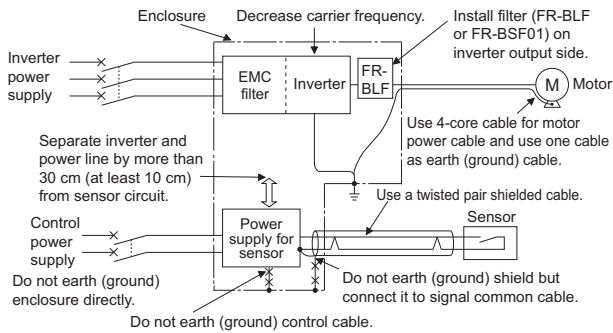 Enclosure
Decrease carrier frequency.
Install filter (FR-BLF
or FR-BSF01) on
inverter output side.
Inverter
power
supply
EMC
filter
Inverter
FR-
BLF
M
Motor
Use 4-core cable for motor
power cable and use one cable
as earth (ground) cable.
Separate inverter and
power line by more than
30 cm (at least 10 cm)
from sensor circuit.
Use a twisted pair shielded cable.
Control
power
supply
Power
supply for
sensor
Sensor
Do not earth (ground)
enclosure directly.
Do not earth (ground) shield but
connect it to signal common cable.
Do not earth (ground) control cable.